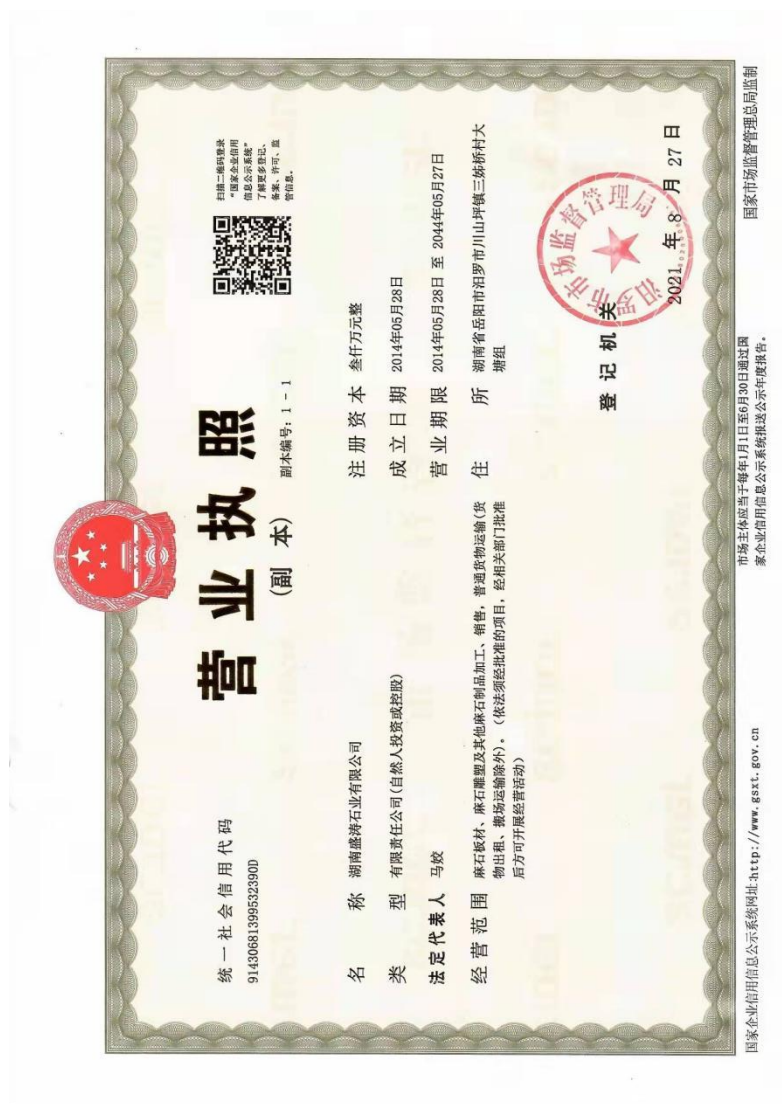 营业执照
(副 本)
副本编号：1 - 1
统一社会信用代码
91430681399532390D
扫描二维码登录
“国家企业信用
信息公示系统”
了解更多登记、
备案、许可、监
管信息。
名 称 湖南盛涛石业有限公司
类 型 有限责任公司(自然人投资或控股)
法定代表人 马姣
经营范围 麻石板材、麻石雕塑及其他麻石制品加工、销售，普通货物运输(货
物出租、搬场运输除外)。（依法须经批准的项目，经相关部门批准
后方可开展经营活动）
注册资本 叁仟万元整
成立日期 2014年05月28日
营业期限 2014年05月28日 至 2044年05月27日
住 所 湖南省岳阳市汨罗市川山坪镇三姊桥村大
塘组
登记机关
汨罗市市场监督管理局
2021 年 8 月 27 日
国家企业信用信息公示系统网址:http://www.gsxt.gov.cn
市场主体应当于每年1月1日至6月30日通过国
家企业信用信息公示系统报送公示年度报告。
国家市场监督管理总局监制